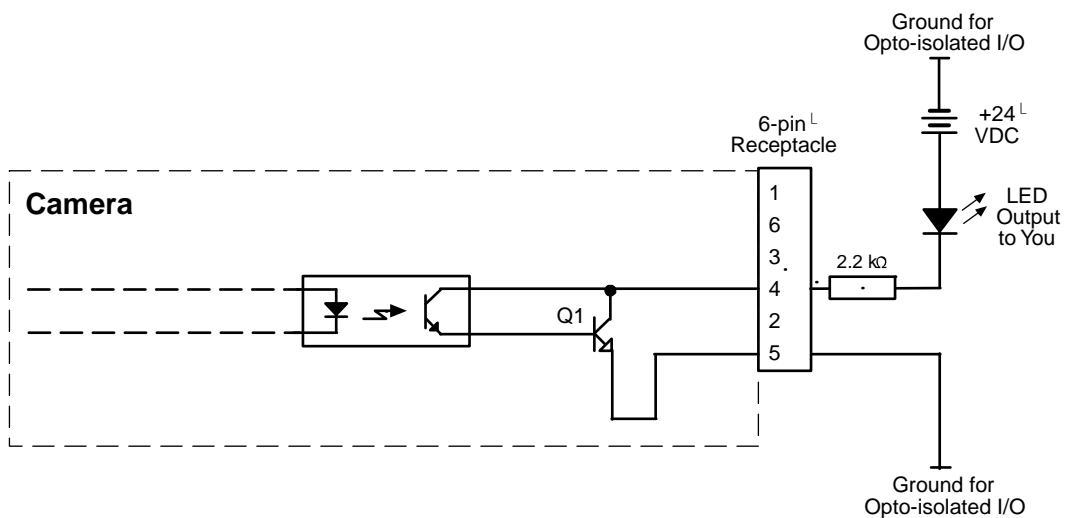 Ground for
Opto-isolated I/O
+24 └
VDC
6-pin └
Receptacle
Camera
1
6
3
4
2
5
LED
Output
to You
2.2 kΩ
Q1
Ground for
Opto-isolated I/O